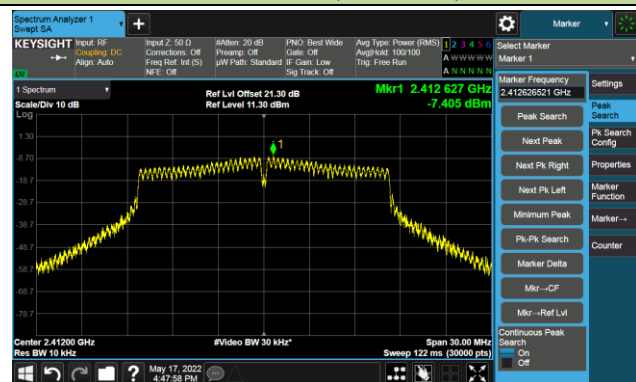 Spectrum Analyzer 1
Swept SA
+
Marker
KEYSIGHT
Input: RF
Coupling: DC
Align: Auto
Input Z: 50 Ω
Corrections: Off
Freq Ref: Int (S)
NFE: Off
#Atten: 20 dB
Preamp: Off
µW Path: Standard
PNO: Best Wide
Gate: Off
IF Gain: Low
Sig Track: Off
Avg Type: Power (RMS)
Avg|Hold: 100/100
Trig: Free Run
1 2 3 4 5 6
A W W W W W
A N N N N N
Select Marker
Marker 1
1 Spectrum
Scale/Div 10 dB
Log
Ref Lvl Offset 21.30 dB
Ref Level 11.30 dBm
Mkr1 2.412 627 GHz
-7.405 dBm
1
1.30
-8.70
-18.7
-28.7
-38.7
-48.7
-58.7
-68.7
-78.7
Center 2.41200 GHz
Res BW 10 kHz
#Video BW 30 kHz*
Span 30.00 MHz
Sweep 122 ms (30000 pts)
Marker Frequency
2.412626521 GHz
Peak Search
Next Peak
Next Pk Right
Next Pk Left
Minimum Peak
Pk-Pk Search
Marker Delta
Mkr→CF
Mkr→Ref Lvl
Continuous Peak
Search
On
Off
Settings
Peak
Search
Pk Search
Config
Properties
Marker
Function
Marker→
Counter
?
May 17, 2022
4:47:58 PM